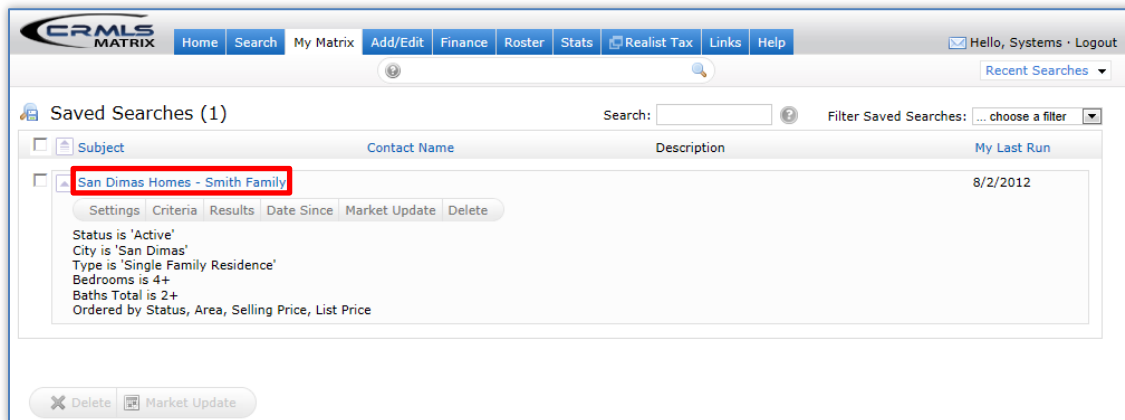 CRMLS
MATRIX
Home Search My Matrix Add/Edit Finance Roster Stats Realist Tax Links Help Hello, Systems · Logout
Recent Searches
Saved Searches (1) Search: Filter Saved Searches: ... choose a filter
Subject Contact Name Description My Last Run
San Dimas Homes - Smith Family 8/2/2012
Settings Criteria Results Date Since Market Update Delete
Status is 'Active'
City is 'San Dimas'
Type is 'Single Family Residence'
Bedrooms is 4+
Baths Total is 2+
Ordered by Status, Area, Selling Price, List Price
Delete Market Update